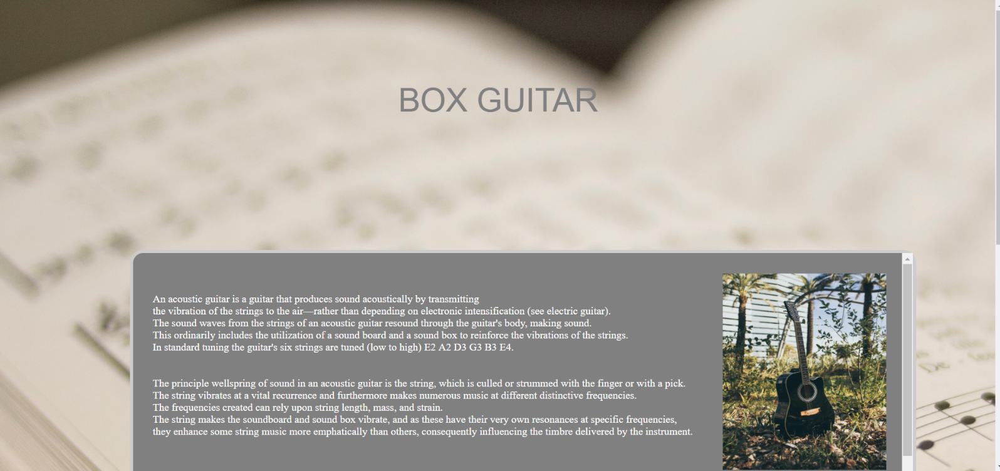 BOX GUITAR
An acoustic guitar is a guitar that produces sound acoustically by transmitting
the vibration of the strings to the air—rather than depending on electronic intensification (see electric guitar).
The sound waves from the strings of an acoustic guitar resound through the guitar's body, making sound.
This ordinarily includes the utilization of a sound board and a sound box to reinforce the vibrations of the strings.
In standard tuning the guitar's six strings are tuned (low to high) E2 A2 D3 G3 B3 E4.
The principle wellspring of sound in an acoustic guitar is the string, which is culled or strummed with the finger or with a pick.
The string vibrates at a vital recurrence and furthermore makes numerous music at different distinctive frequencies.
The frequencies created can rely upon string length, mass, and strain.
The string makes the soundboard and sound box vibrate, and as these have their very own resonances at specific frequencies,
they enhance some string music more emphatically than others, consequently influencing the timbre delivered by the instrument.